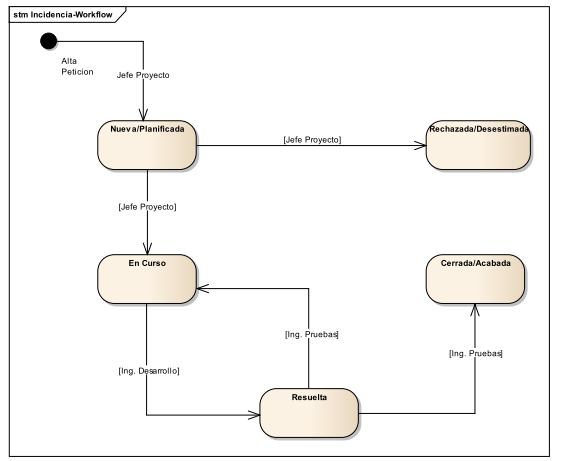 stm Incidencia-Workflow
Alta
Peticion
Jefe Proyecto
Nueva/Planificada
[Jefe Proyecto]
Rechazada/Desestimada
[Jefe Proyecto]
En Curso
Cerrada/Acabada
[Ing. Pruebas]
[Ing. Pruebas]
[Ing. Desarrollo]
Resuelta